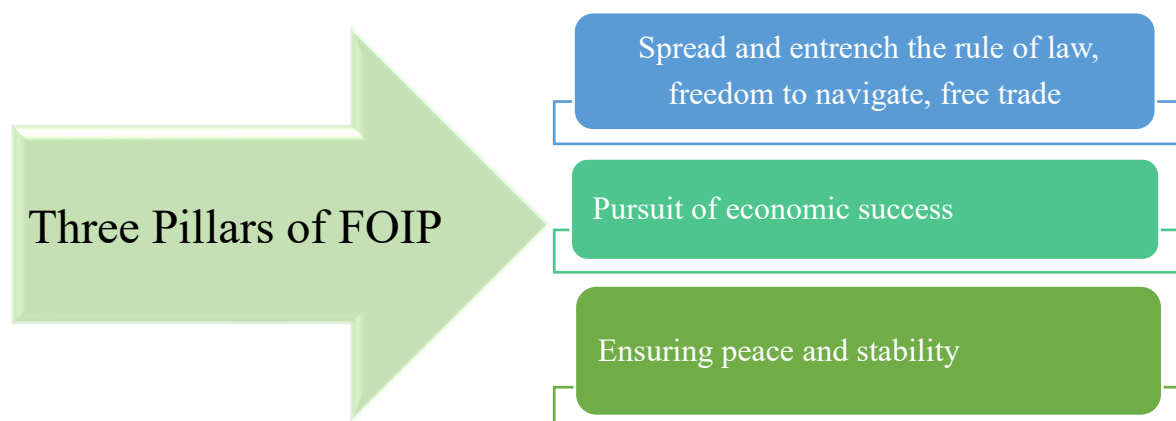 Three Pillars of FOIP
Spread and entrench the rule of law,
freedom to navigate, free trade
Pursuit of economic success
Ensuring peace and stability